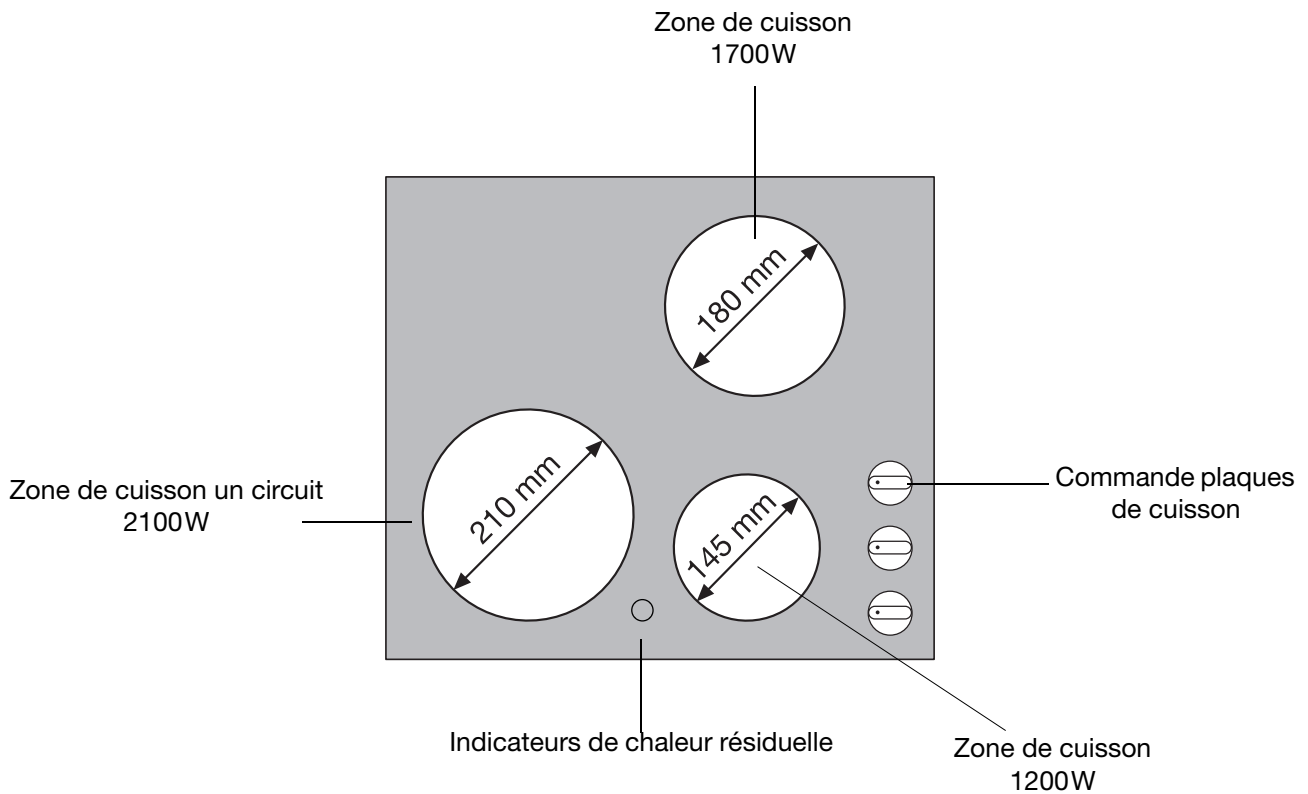 Zone de cuisson
1700W
180 mm
Zone de cuisson un circuit
2100W
210 mm
145 mm
Commande plaques
de cuisson
Indicateurs de chaleur résiduelle
Zone de cuisson
1200W